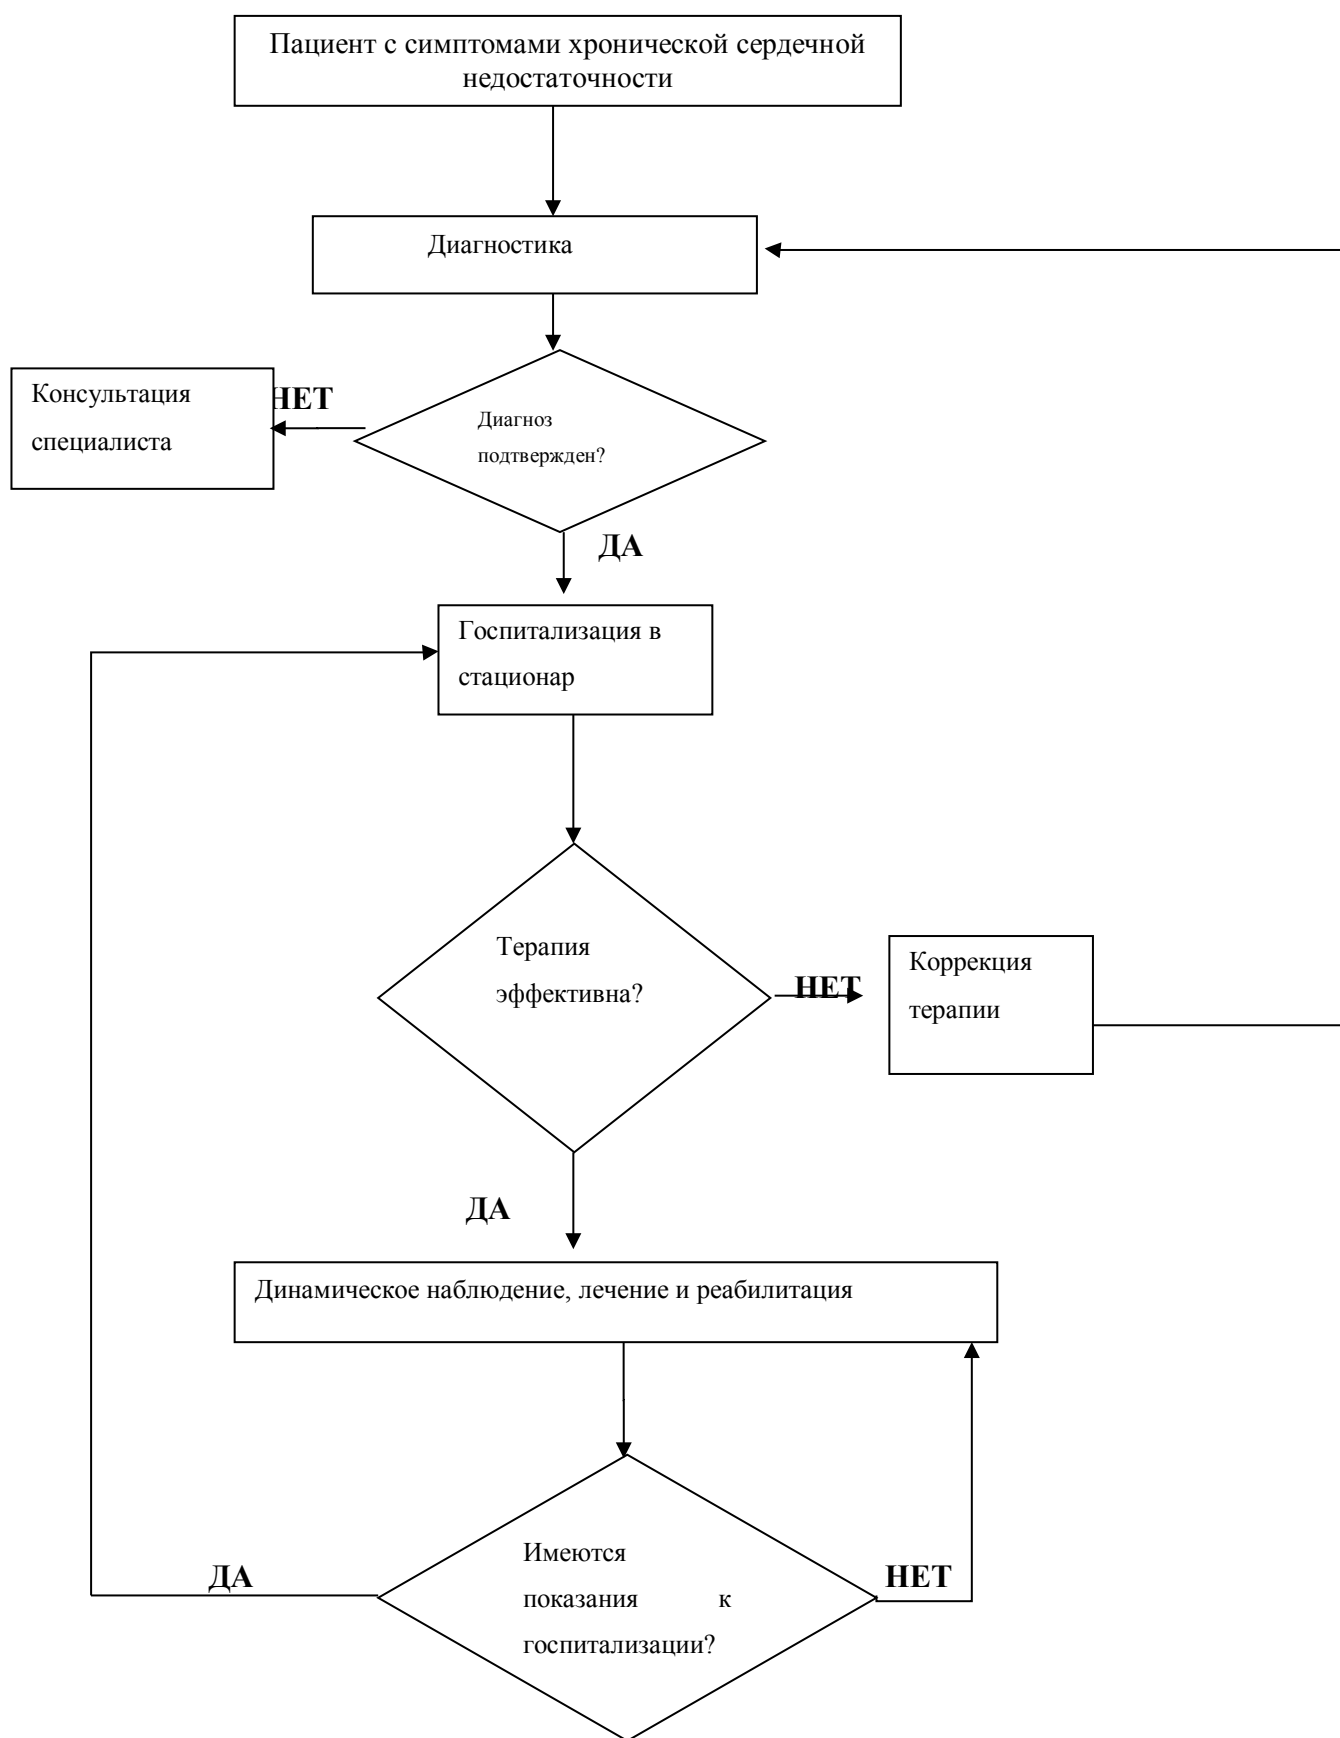 Пациент с симптомами хронической сердечной
недостаточности
Диагностика
Консультация
специалиста
НЕТ
Диагноз
подтвержден?
ДА
Госпитализация в
стационар
Терапия
эффективна?
НЕТ
Коррекция
терапии
ДА
Динамическое наблюдение, лечение и реабилитация
Имеются
показания к
госпитализации?
ДА
НЕТ